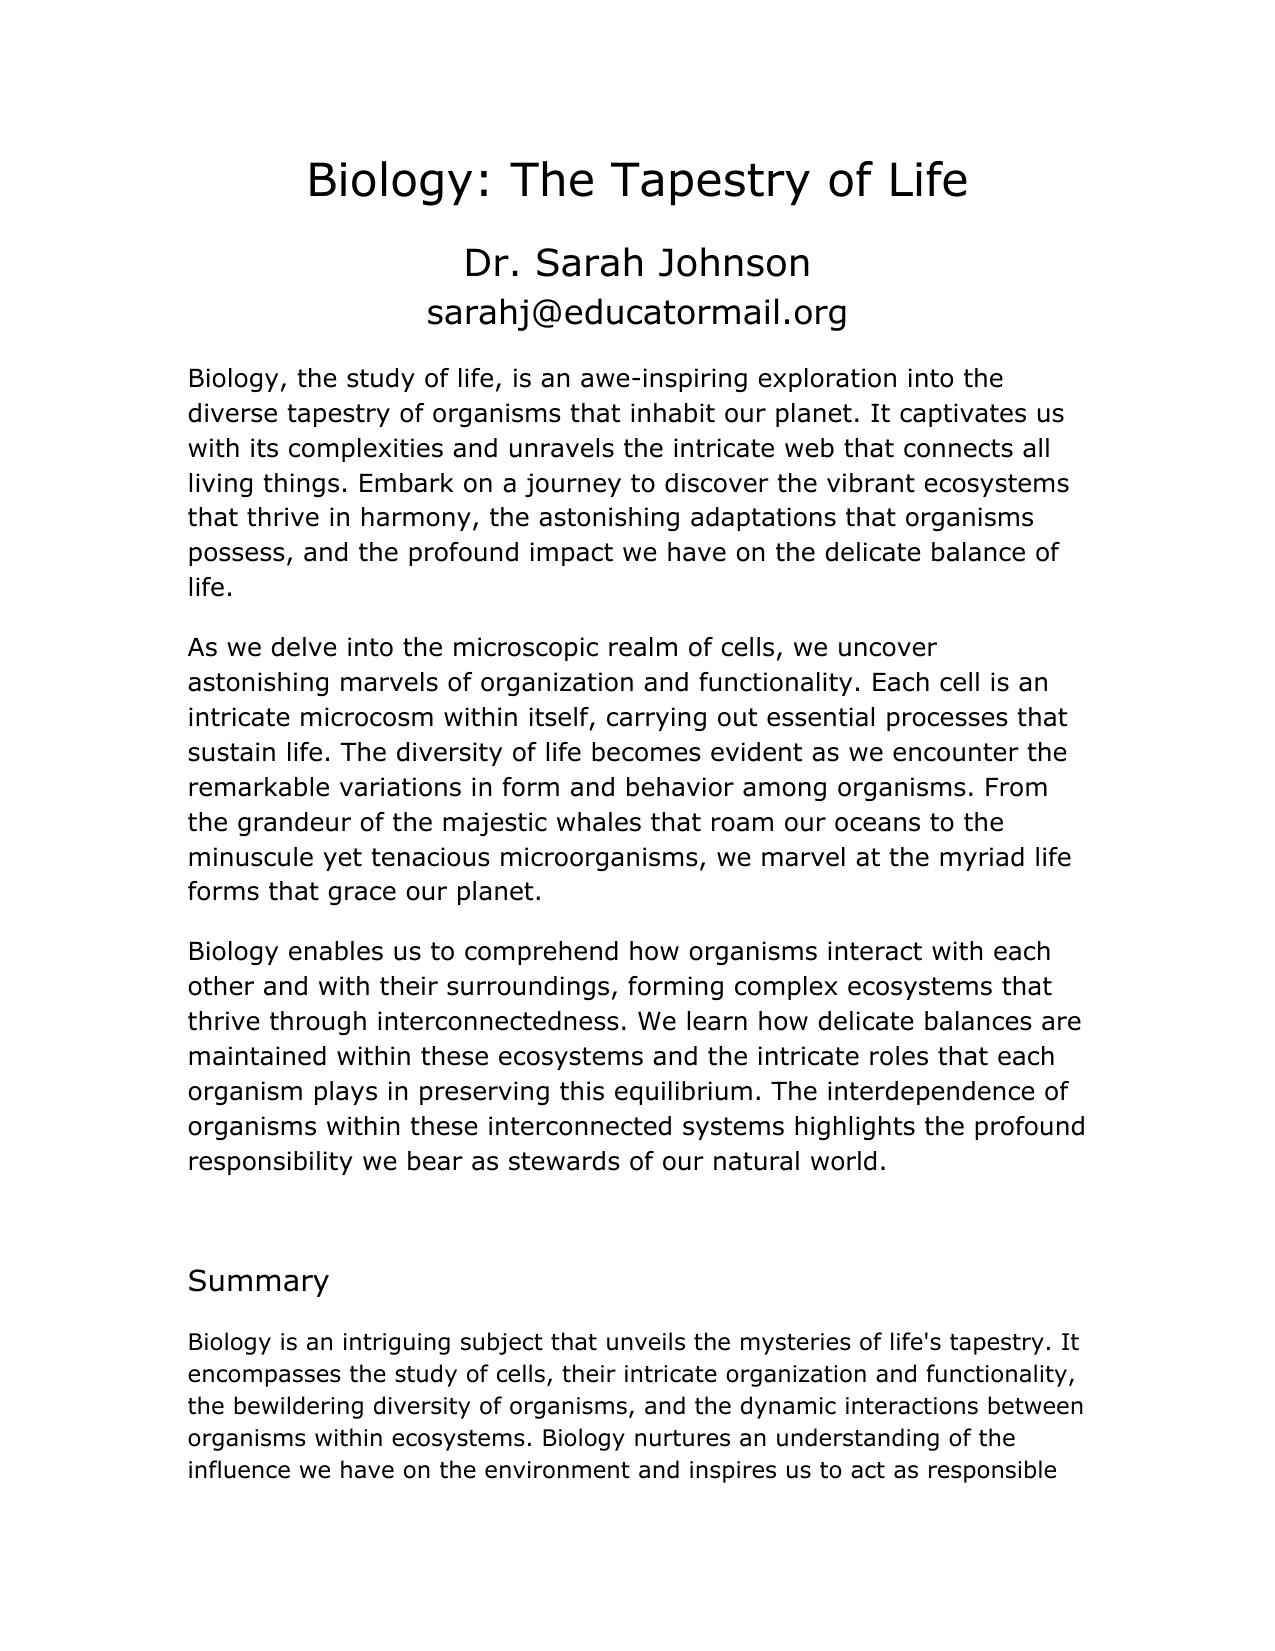 Biology: The Tapestry of Life
Dr. Sarah Johnson
sarahj@educatormail.org
Biology, the study of life, is an awe-inspiring exploration into the
diverse tapestry of organisms that inhabit our planet. It captivates us
with its complexities and unravels the intricate web that connects all
living things. Embark on a journey to discover the vibrant ecosystems
that thrive in harmony, the astonishing adaptations that organisms
possess, and the profound impact we have on the delicate balance of
life.
As we delve into the microscopic realm of cells, we uncover
astonishing marvels of organization and functionality. Each cell is an
intricate microcosm within itself, carrying out essential processes that
sustain life. The diversity of life becomes evident as we encounter the
remarkable variations in form and behavior among organisms. From
the grandeur of the majestic whales that roam our oceans to the
minuscule yet tenacious microorganisms, we marvel at the myriad life
forms that grace our planet.
Biology enables us to comprehend how organisms interact with each
other and with their surroundings, forming complex ecosystems that
thrive through interconnectedness. We learn how delicate balances are
maintained within these ecosystems and the intricate roles that each
organism plays in preserving this equilibrium. The interdependence of
organisms within these interconnected systems highlights the profound
responsibility we bear as stewards of our natural world.
Summary
Biology is an intriguing subject that unveils the mysteries of life's tapestry. It
encompasses the study of cells, their intricate organization and functionality,
the bewildering diversity of organisms, and the dynamic interactions between
organisms within ecosystems. Biology nurtures an understanding of the
influence we have on the environment and inspires us to act as responsible